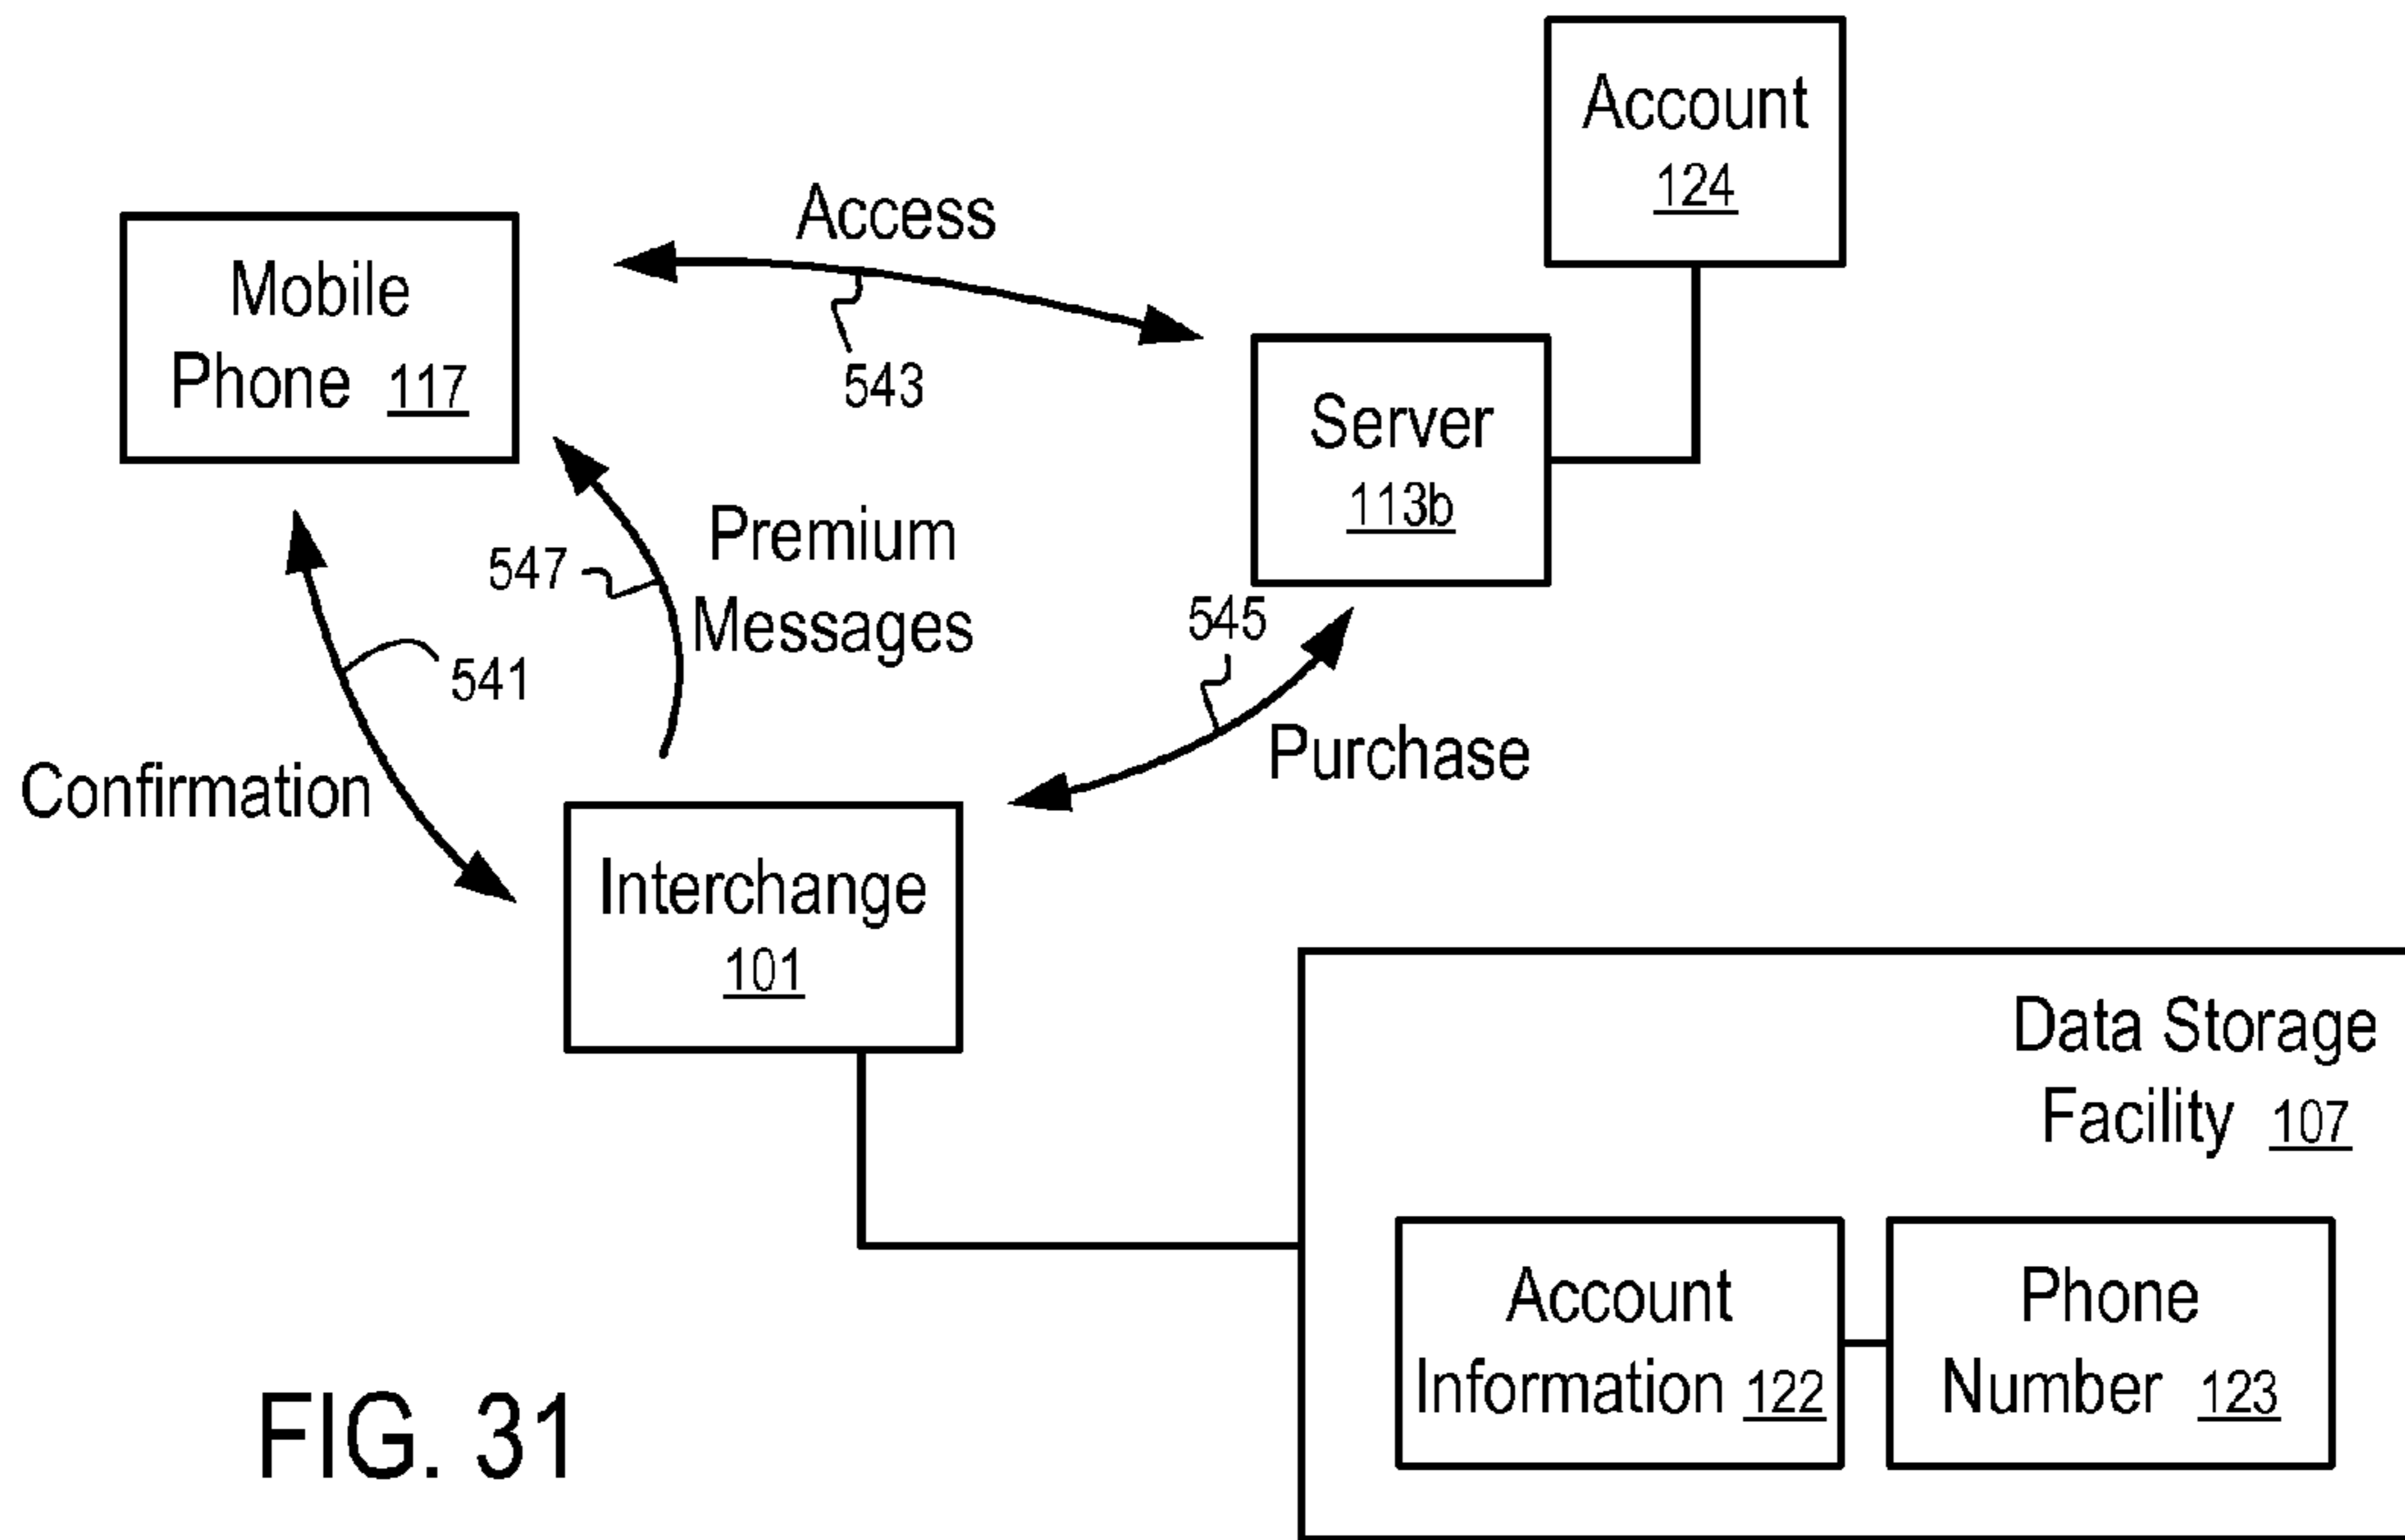 Account
124
Access
Mobile
Phone 117
543
Server
113b
Premium
Messages
547
545
541
Purchase
Confirmation
Interchange
101
Data Storage
Facility 107
Account
Information 122
Phone
Number 123
FIG. 31